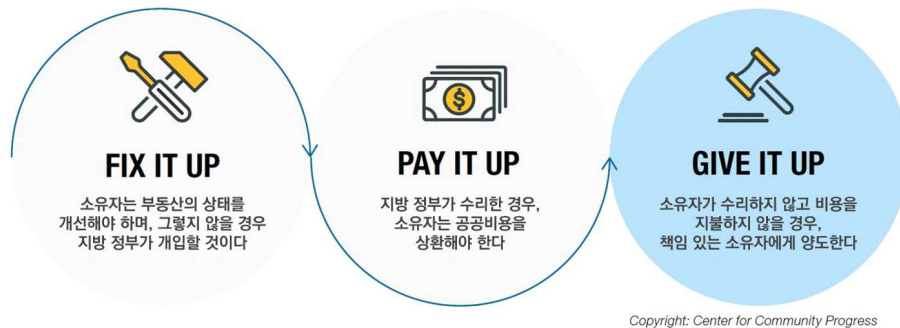 FIX IT UP
소유자는 부동산의 상태를
개선해야 하며, 그렇지 않을 경우
지방 정부가 개입할 것이다
PAY IT UP
지방 정부가 수리한 경우,
소유자는 공공비용을
상환해야 한다
GIVE IT UP
소유자가 수리하지 않고 비용을
지불하지 않을 경우,
책임 있는 소유자에게 양도한다
Copyright: Center for Community Progress